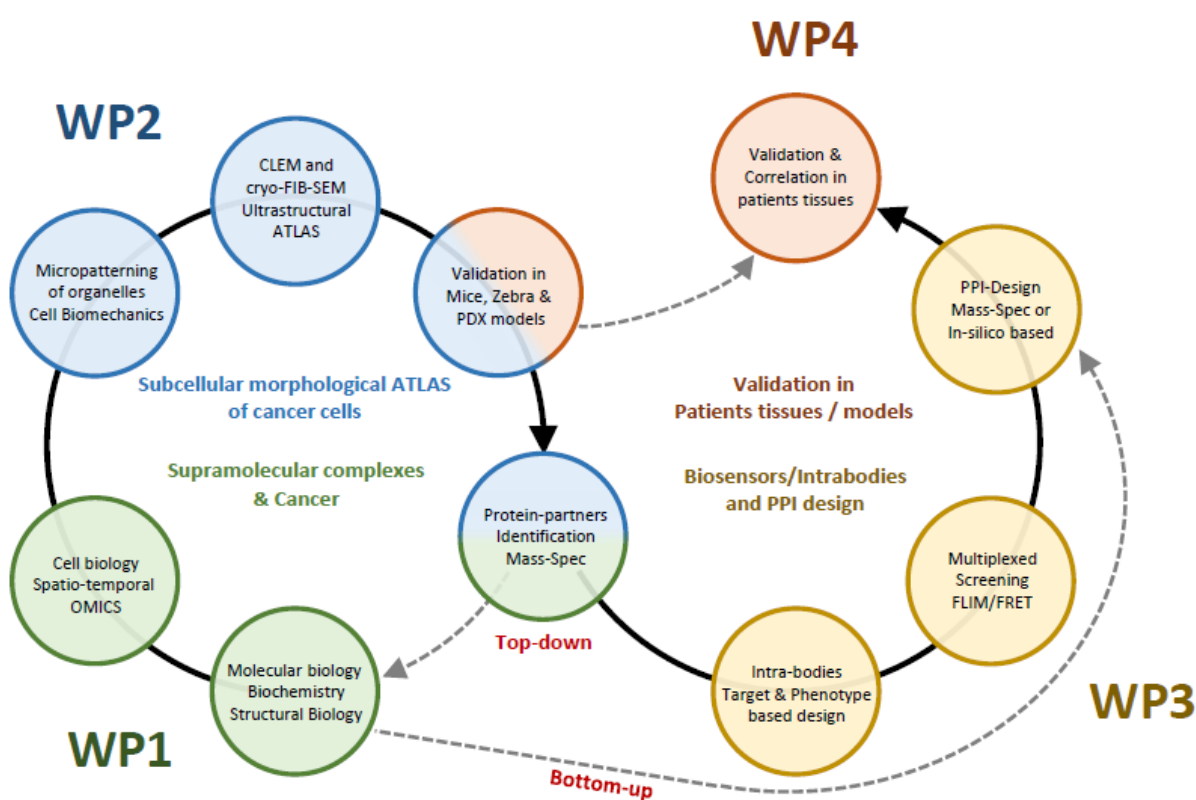 WP4
WP2
CLEM and
cryo-FIB-SEM
Ultrastructural
ATLAS
Validation &
Correlation in
patients tissues
Micropatterning
of organelles
Cell Biomechanics
Validation in
Mice, Zebra &
PDX models
PPI-Design
Mass-Spec or
In-silico based
Subcellular morphological ATLAS
of cancer cells
Validation in
Patients tissues / models
Supramolecular complexes
& Cancer
Biosensors/Intrabodies
and PPI design
Protein-partners
Identification
Mass-Spec
Cell biology
Spatio-temporal
OMICS
Multiplexed
Screening
FLIM/FRET
Top-down
Molecular biology
Biochemistry
Structural Biology
Intra-bodies
Target & Phenotype
based design
WP3
WP1
Bottom-up